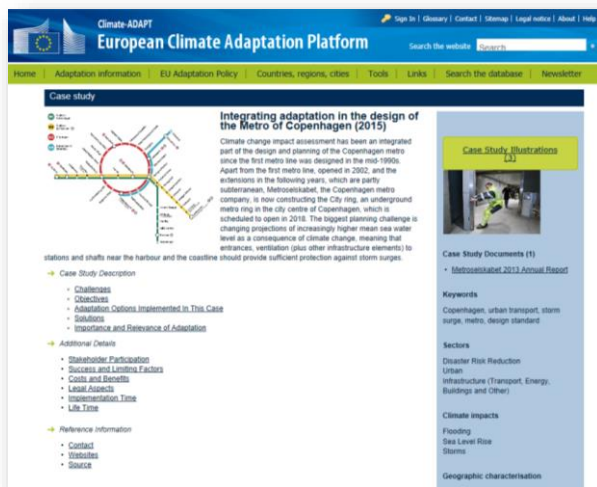 Climate-ADAPT
European Climate Adaptation Platform
Sign In | Glossary | Contact | Sitemap | Legal notice | About | Help
Search the website Search
Home | Adaptation information | EU Adaptation Policy | Countries, regions, cities | Tools | Links | Search the database | Newsletter
Case study
Integrating adaptation in the design of
the Metro of Copenhagen (2015)
Climate change impact assessment has been an integrated
part of the design and planning of the Copenhagen metro
since the first metro line was designed in the mid-1990s.
Apart from the first metro line, opened in 2002, and the
extensions in the following years, which are partly
subterranean, Metroselskabet, the Copenhagen metro
company, is now constructing the City ring, an underground
metro ring in the city centre of Copenhagen, which is
scheduled to open in 2018. The biggest planning challenge is
changing projections of increasingly higher mean sea water
level as a consequence of climate change, meaning that
entrances, ventilation (plus other infrastructure elements) to
stations and shafts near the harbour and the coastline should provide sufficient protection against storm surges.
Case Study Description
Challenges
Objectives
Adaptation Options Implemented In This Case
Solutions
Importance and Relevance of Adaptation
Additional Details
Stakeholder Participation
Success and Limiting Factors
Costs and Benefits
Legal Aspects
Implementation Time
Life Time
Reference Information
Contact
Websites
Source
Case Study Illustrations
(3)
Case Study Documents (1)
Metroselskabet 2013 Annual Report
Keywords
Copenhagen, urban transport, storm
surge, metro, design standard
Sectors
Disaster Risk Reduction
Urban
Infrastructure (Transport, Energy,
Buildings and Other)
Climate impacts
Flooding
Sea Level Rise
Storms
Geographic characterisation